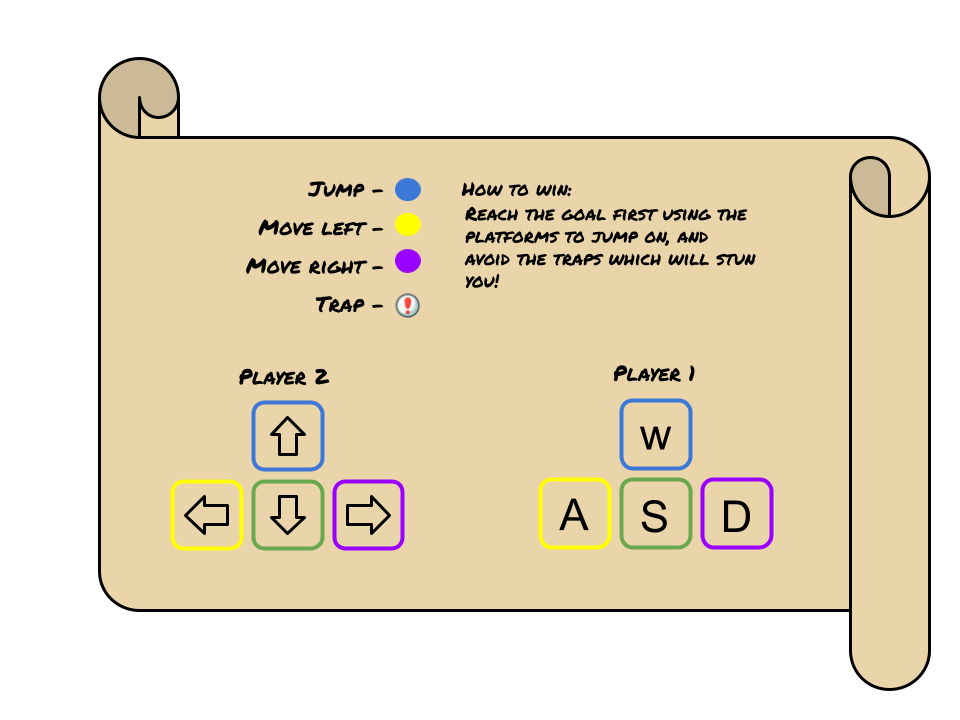 Jump -
Move left -
Move right -
Trap -
How to win:
Reach the goal first using the
platforms to jump on, and
avoid the traps which will stun
you!
Player 2
Player 1
W
A S D